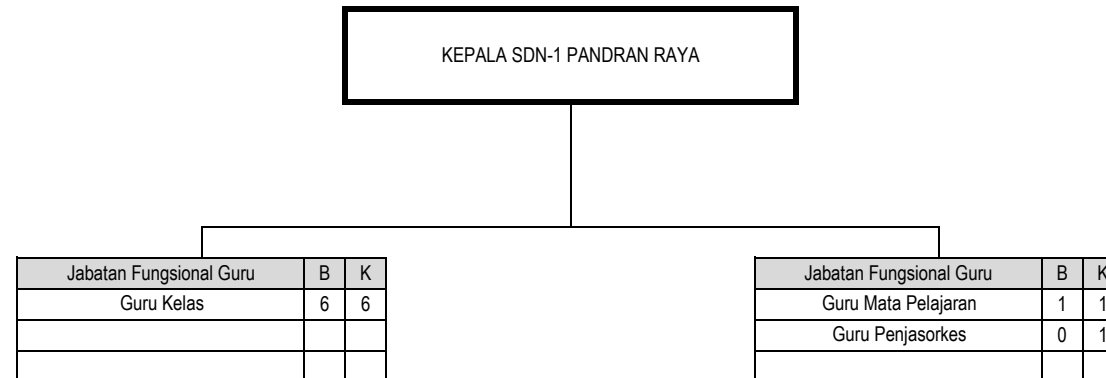 KEPALA SDN-1 PANDRAN RAYA
Jabatan Fungsional Guru B K
Guru Kelas 6 6
Jabatan Fungsional Guru B K
Guru Mata Pelajaran 1 1
Guru Penjasorkes 0 1